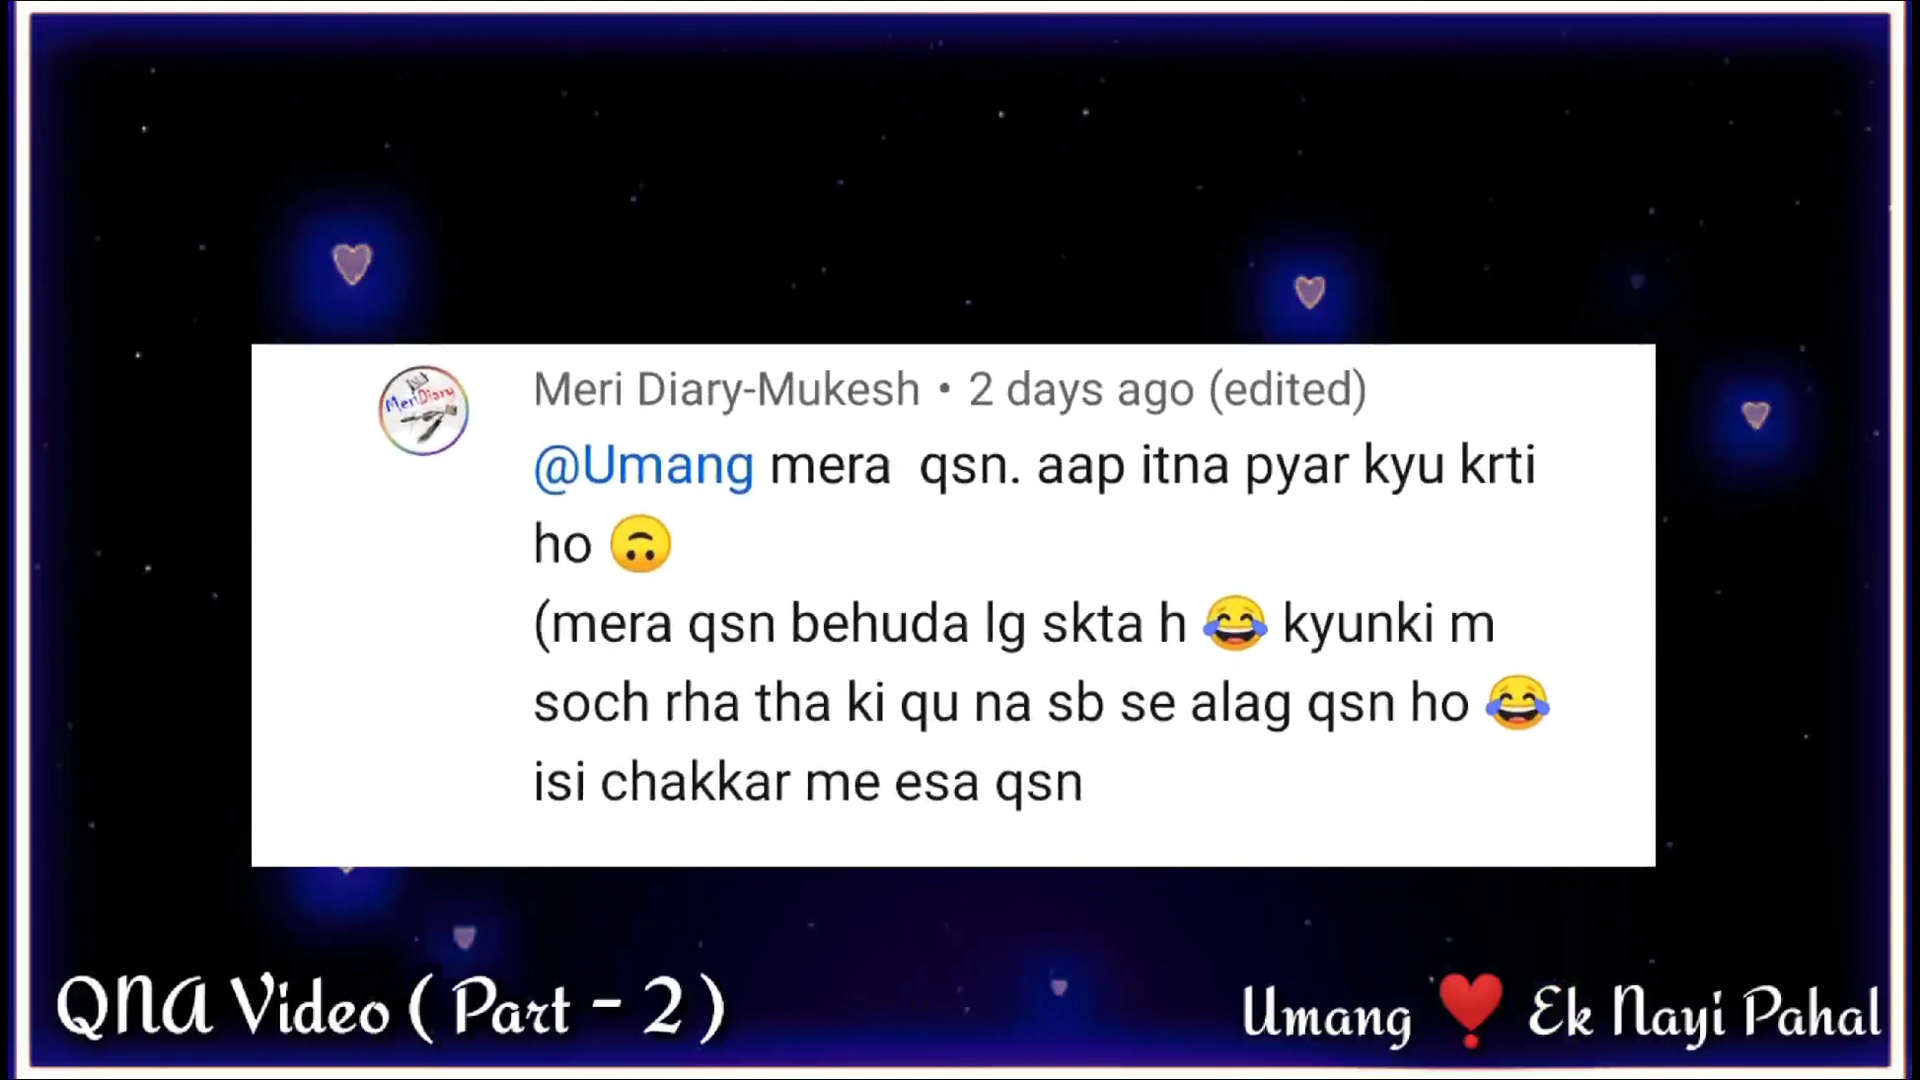 MeriDiary
Meri Diary-Mukesh • 2 days ago (edited)
@Umang mera qsn. aap itna pyar kyu krti
ho 🙃
(mera qsn behuda lg skta h 😂 kyunki m
soch rha tha ki qu na sb se alag qsn ho 😂
isi chakkar me esa qsn
QNA Video ( Part - 2 )
Umang ❣️ Ek Nayi Pahal